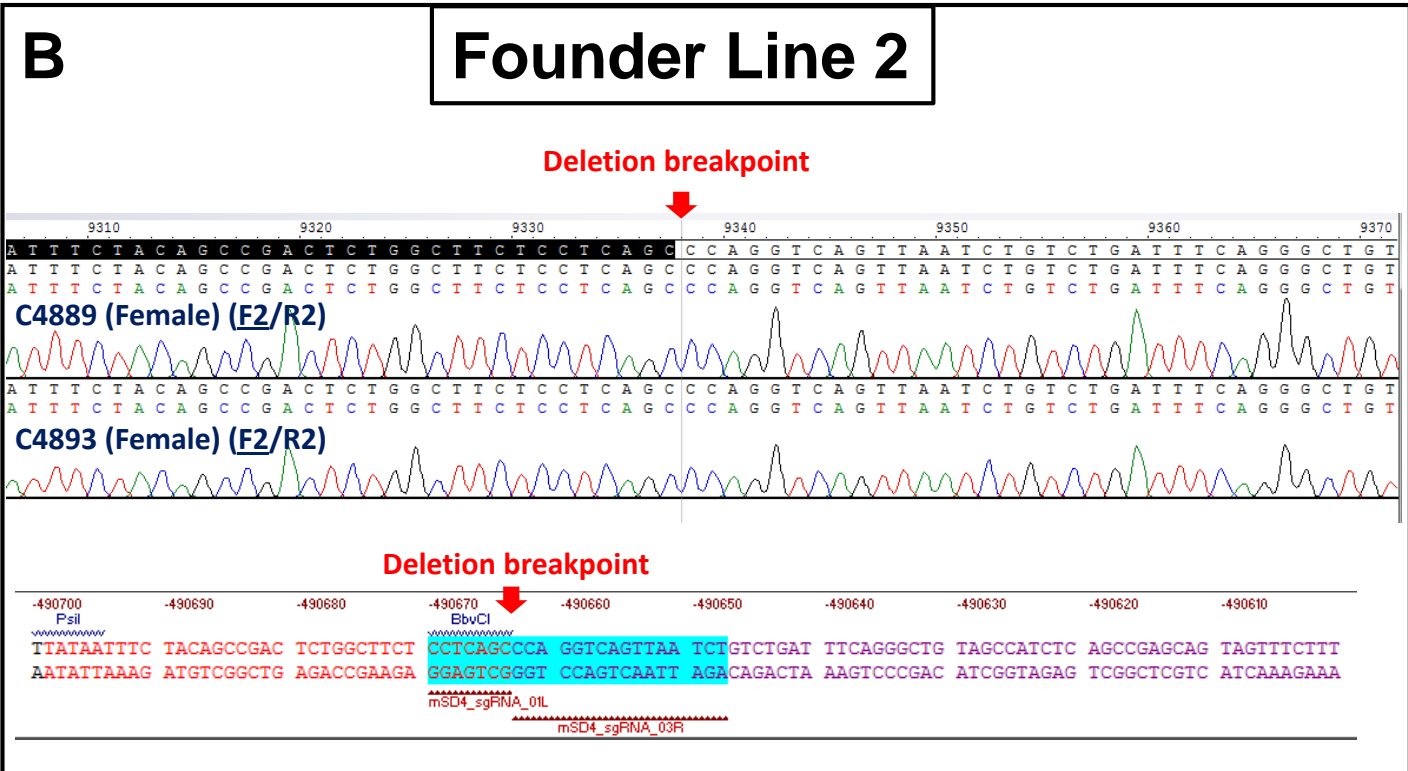 B
Founder Line 2
Deletion breakpoint
9310 9320 9330 9340 9350 9360 9370
A T T T C T A C A G C C G A C T C T G G C T T C T C C T C A G C C C A G G T C A G T T A A T C T G T C T G A T T T C A G G G C T G T
A T T T C T A C A G C C G A C T C T G G C T T C T C C T C A G C C C A G G T C A G T T A A T C T G T C T G A T T T C A G G G C T G T
A T T T C T A C A G C C G A C T C T G G C T T C T C C T C A G C C C A G G T C A G T T A A T C T G T C T G A T T T C A G G G C T G T
C4889 (Female) (F2/R2)
A T T T C T A C A G C C G A C T C T G G C T T C T C C T C A G C C C A G G T C A G T T A A T C T G T C T G A T T T C A G G G C T G T
A T T T C T A C A G C C G A C T C T G G C T T C T C C T C A G C C C A G G T C A G T T A A T C T G T C T G A T T T C A G G G C T G T
C4893 (Female) (F2/R2)
Deletion breakpoint
-490700 -490690 -490680 -490670 -490660 -490650 -490640 -490630 -490620 -490610
PsiI BbvCI
TTATAATTTC TACAGCCGAC TCTGGCTTCT CCTCAGCCCA GGTCAGTTAA TCTGTCTGAT TTCAGGGCTG TAGCCATCTC AGCCGAGCAG TAGTTTCTTT
AATATTAAAG ATGTCGGCTG AGACCGAAGA GGAGTCGGGT CCAGTCAATT AGACAGACTA AAGTCCCGAC ATCGGTAGAG TCGGCTCGTC ATCAAAGAAA
mSD4_sgRNA_01L
mSD4_sgRNA_03R